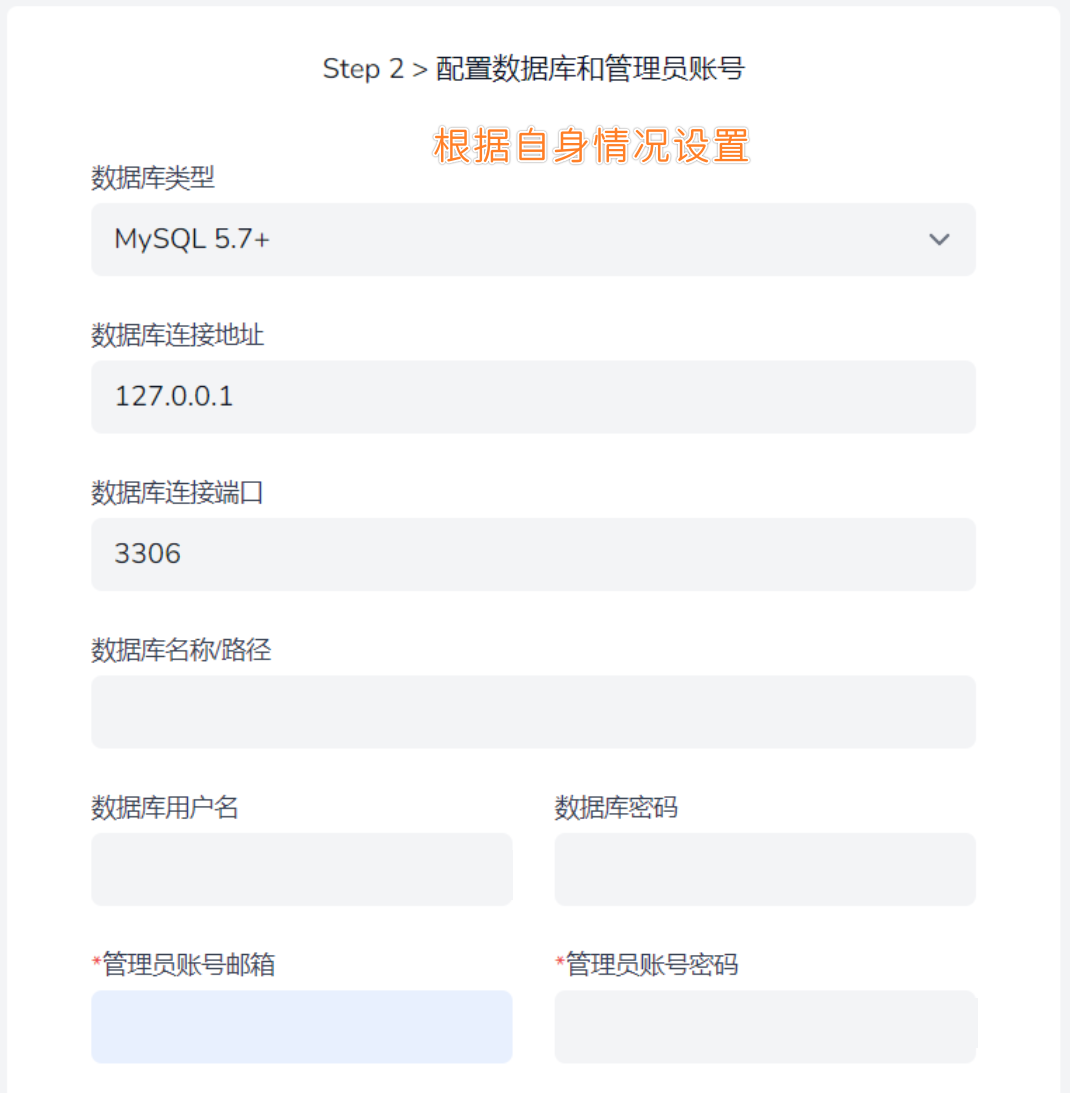 Step 2 > 配置数据库和管理员账号
根据自身情况设置
数据库类型
MySQL 5.7+
数据库连接地址
127.0.0.1
数据库连接端口
3306
数据库名称/路径
数据库用户名
数据库密码
*管理员账号邮箱
*管理员账号密码